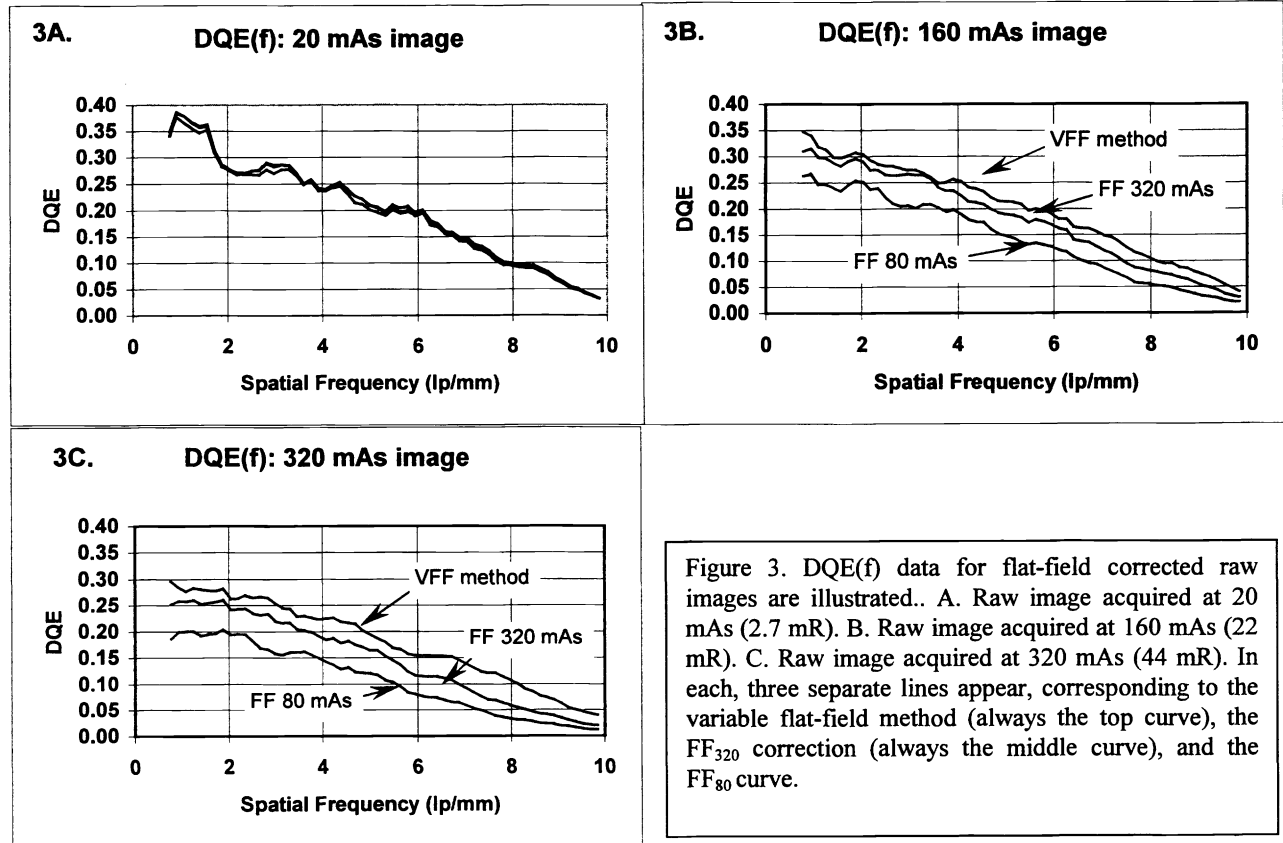 3A. DQE(f): 20 mAs image
DQE
0.40
0.35
0.30
0.25
0.20
0.15
0.10
0.05
0.00
0 2 4 6 8 10
Spatial Frequency (lp/mm)
3B. DQE(f): 160 mAs image
DQE
0.40
0.35
0.30
0.25
0.20
0.15
0.10
0.05
0.00
VFF method
FF 320 mAs
FF 80 mAs
0 2 4 6 8 10
Spatial Frequency (lp/mm)
3C. DQE(f): 320 mAs image
DQE
0.40
0.35
0.30
0.25
0.20
0.15
0.10
0.05
0.00
VFF method
FF 320 mAs
FF 80 mAs
0 2 4 6 8 10
Spatial Frequency (lp/mm)
Figure 3. DQE(f) data for flat-field corrected raw
images are illustrated.. A. Raw image acquired at 20
mAs (2.7 mR). B. Raw image acquired at 160 mAs (22
mR). C. Raw image acquired at 320 mAs (44 mR). In
each, three separate lines appear, corresponding to the
variable flat-field method (always the top curve), the
FF320 correction (always the middle curve), and the
FF80 curve.